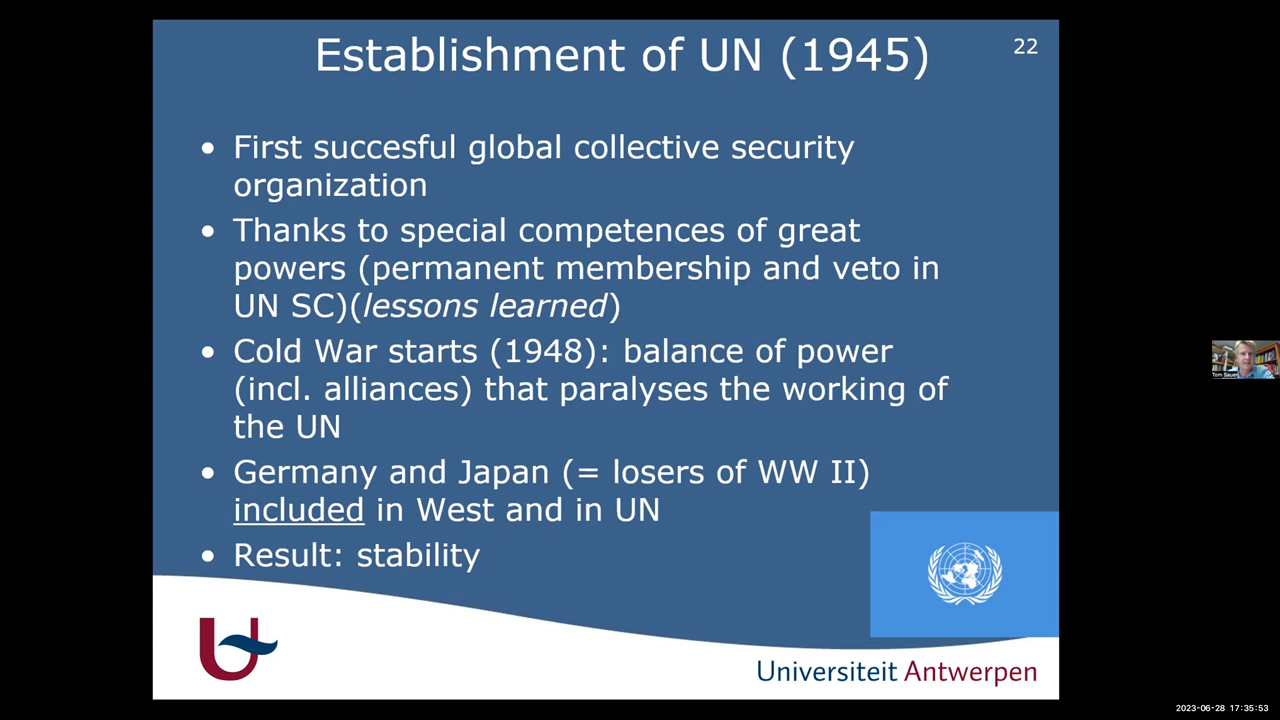 Establishment of UN (1945)
22
• First succesful global collective security
organization
• Thanks to special competences of great
powers (permanent membership and veto in
UN SC)(lessons learned)
• Cold War starts (1948): balance of power
(incl. alliances) that paralyses the working of
the UN
• Germany and Japan (= losers of WW II)
included in West and in UN
• Result: stability
Universiteit Antwerpen
Tom Sauer
2023-06-28 17:35:53